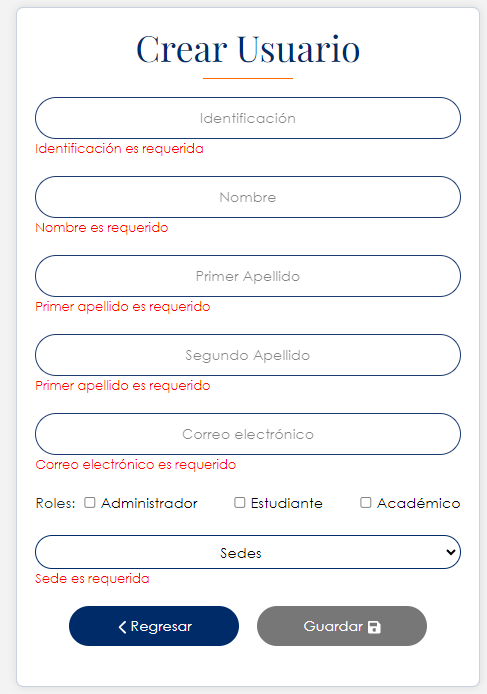 Crear Usuario
Identificación
Identificación es requerida
Nombre
Nombre es requerido
Primer Apellido
Primer apellido es requerido
Segundo Apellido
Primer apellido es requerido
Correo electrónico
Correo electrónico es requerido
Roles: Administrador Estudiante Académico
Sedes
Sede es requerida
Regresar Guardar